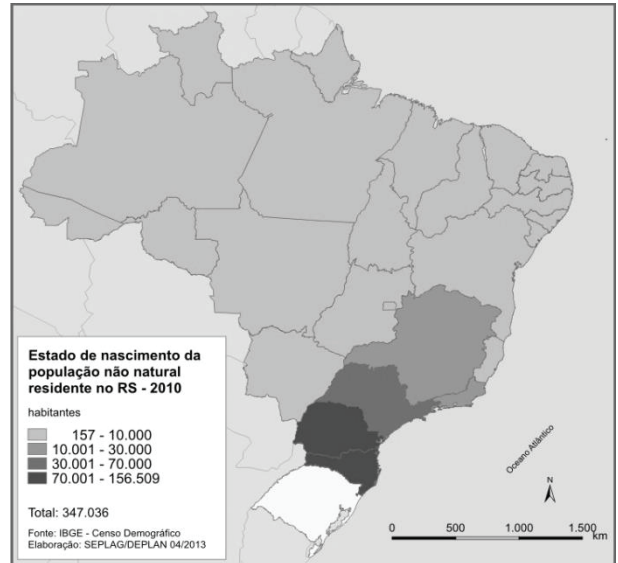 Estado de nascimento da
população não natural
residente no RS - 2010
habitantes
157 - 10.000
10.001 - 30.000
30.001 - 70.000
70.001 - 156.509
Total: 347.036
Fonte: IBGE - Censo Demográfico
Elaboração: SEPLAG/DEPLAN 04/2013
Oceano Atlântico
N
0 500 1.000 1.500
km